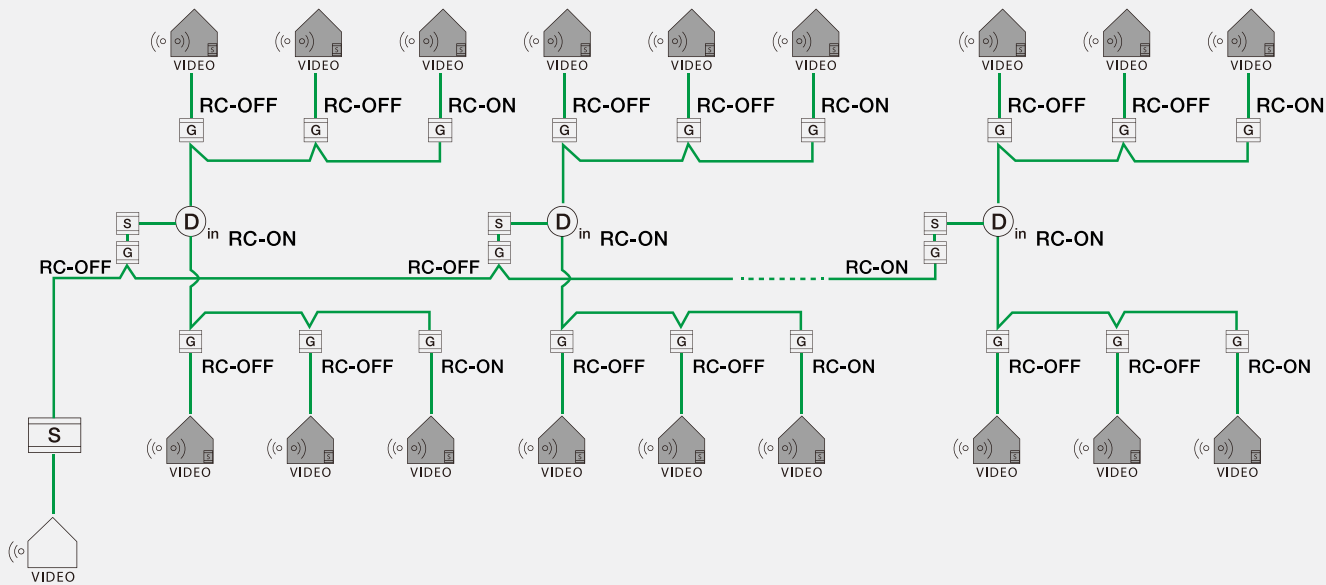 S S S S S S S S S
VIDEO VIDEO VIDEO VIDEO VIDEO VIDEO VIDEO VIDEO VIDEO
RC-OFF RC-OFF RC-ON RC-OFF RC-OFF RC-ON RC-OFF RC-OFF RC-ON
G G G G G G G G G
S D in RC-ON S D in RC-ON S D in RC-ON
G G G
RC-OFF RC-OFF RC-ON
G G G G G G G G G
RC-OFF RC-OFF RC-ON RC-OFF RC-OFF RC-ON RC-OFF RC-OFF RC-ON
S
S S S S S S S S S
VIDEO VIDEO VIDEO VIDEO VIDEO VIDEO VIDEO VIDEO VIDEO
VIDEO